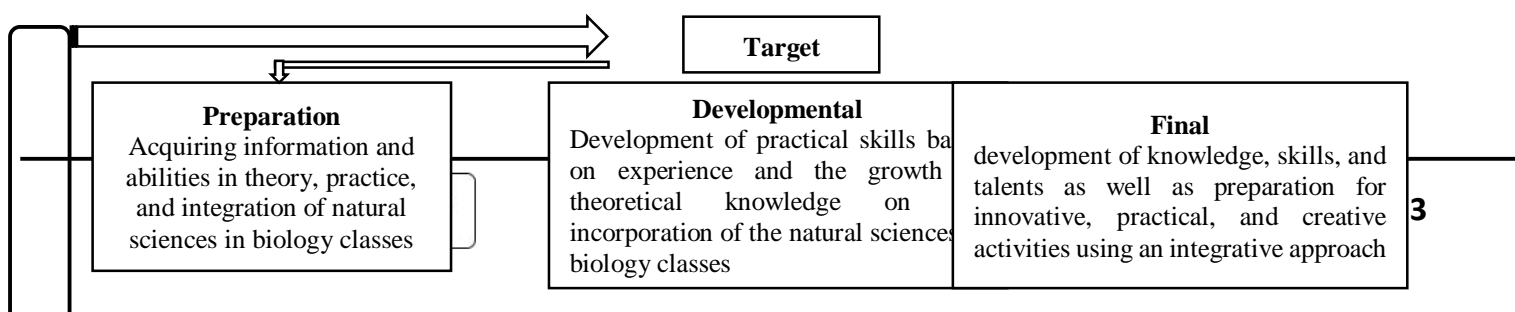 Target
Preparation
Acquiring information and
abilities in theory, practice,
and integration of natural
sciences in biology classes
Developmental
Development of practical skills ba
on experience and the growth
theoretical knowledge on
incorporation of the natural sciences
biology classes
Final
development of knowledge, skills, and
talents as well as preparation for
innovative, practical, and creative
activities using an integrative approach
3